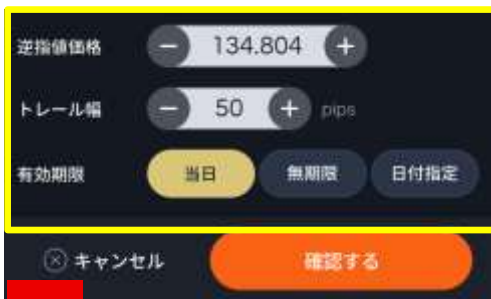 逆指値価格 − 134.804 +
トレール幅 − 50 + pips
有効期限 当日 無期限 日付指定
キャンセル 確認する